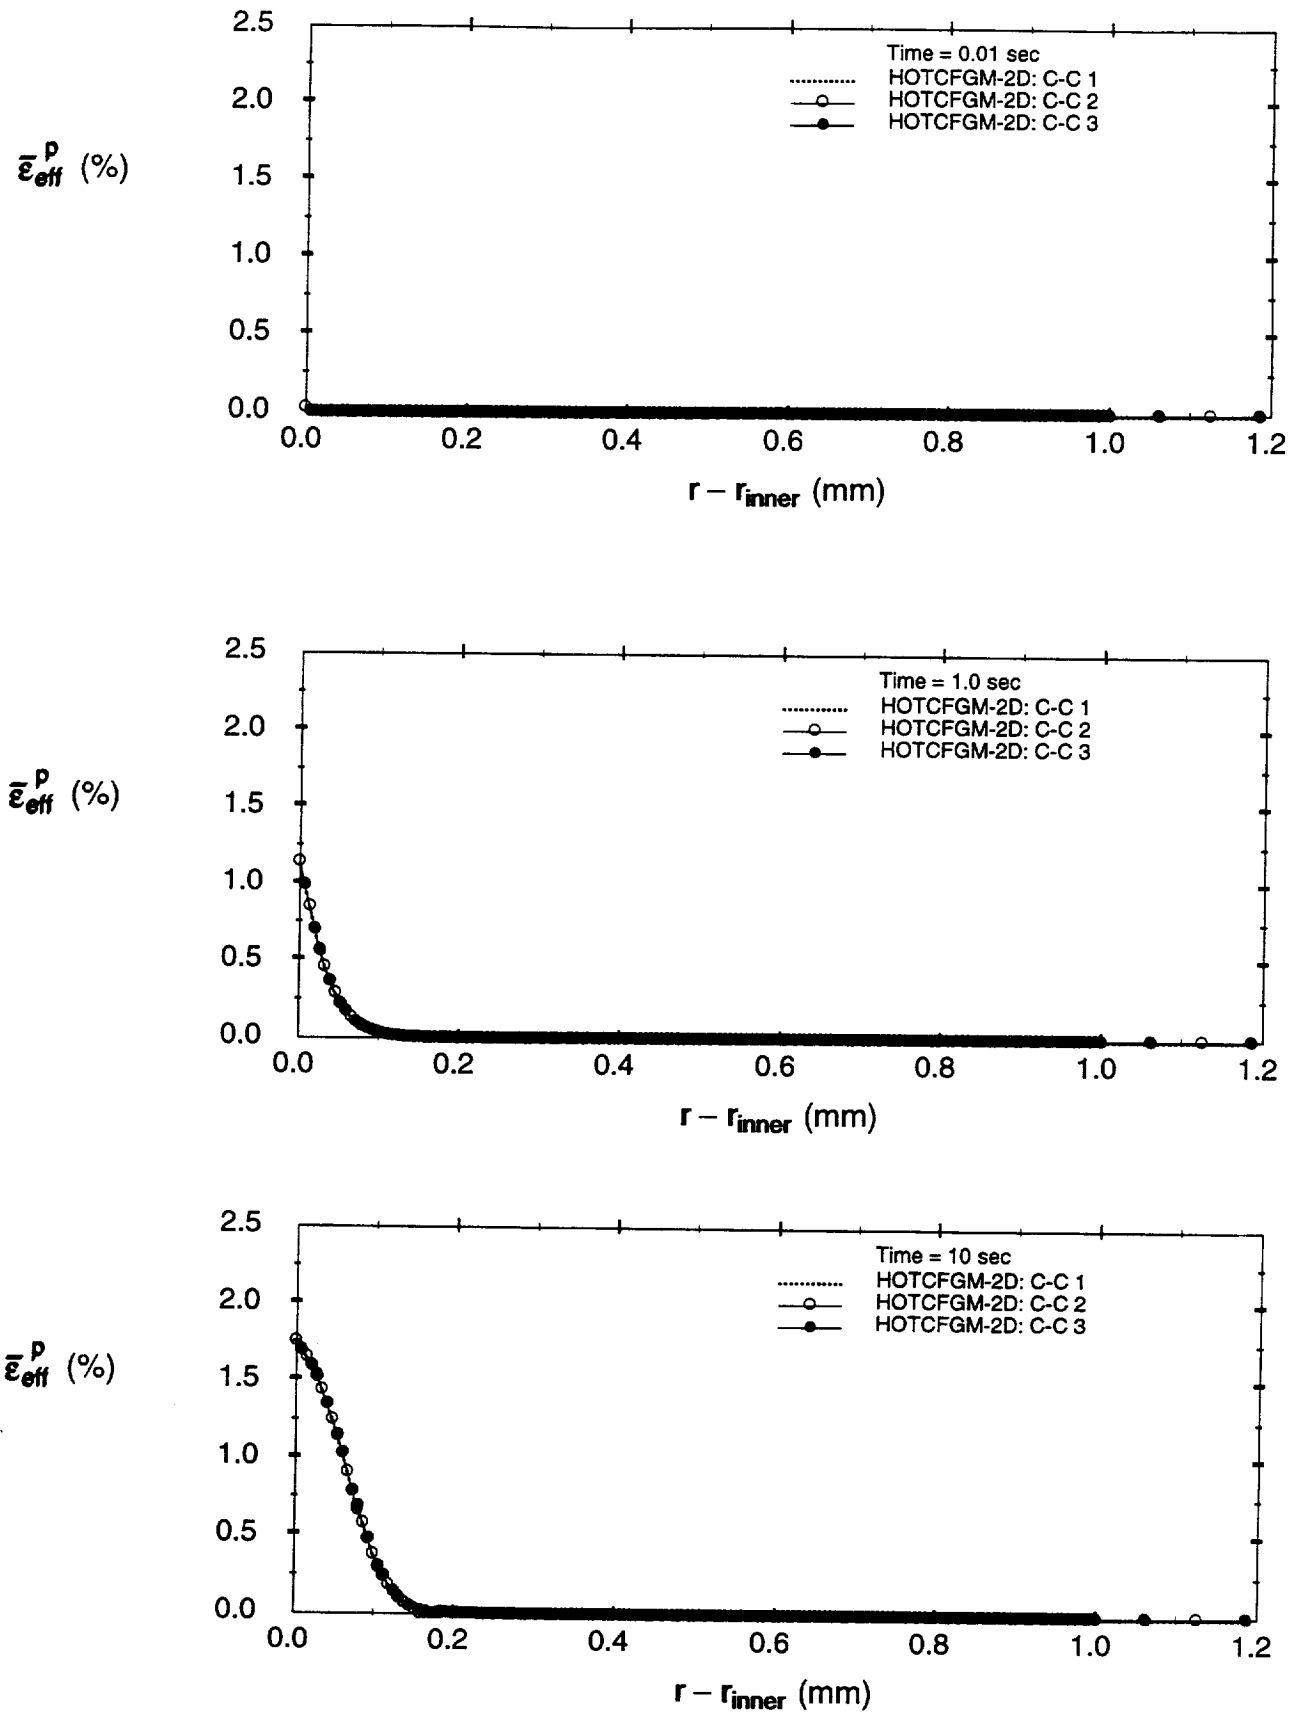 2.5
Time = 0.01 sec
HOTCFGM-2D: C-C 1
HOTCFGM-2D: C-C 2
HOTCFGM-2D: C-C 3
2.0
ε̄ᵖeff (%)
1.5
1.0
0.5
0.0
0.0 0.2 0.4 0.6 0.8 1.0 1.2
r – rinner (mm)
2.5
Time = 1.0 sec
HOTCFGM-2D: C-C 1
HOTCFGM-2D: C-C 2
HOTCFGM-2D: C-C 3
2.0
ε̄ᵖeff (%)
1.5
1.0
0.5
0.0
0.0 0.2 0.4 0.6 0.8 1.0 1.2
r – rinner (mm)
2.5
Time = 10 sec
HOTCFGM-2D: C-C 1
HOTCFGM-2D: C-C 2
HOTCFGM-2D: C-C 3
2.0
ε̄ᵖeff (%)
1.5
1.0
0.5
0.0
0.0 0.2 0.4 0.6 0.8 1.0 1.2
r – rinner (mm)